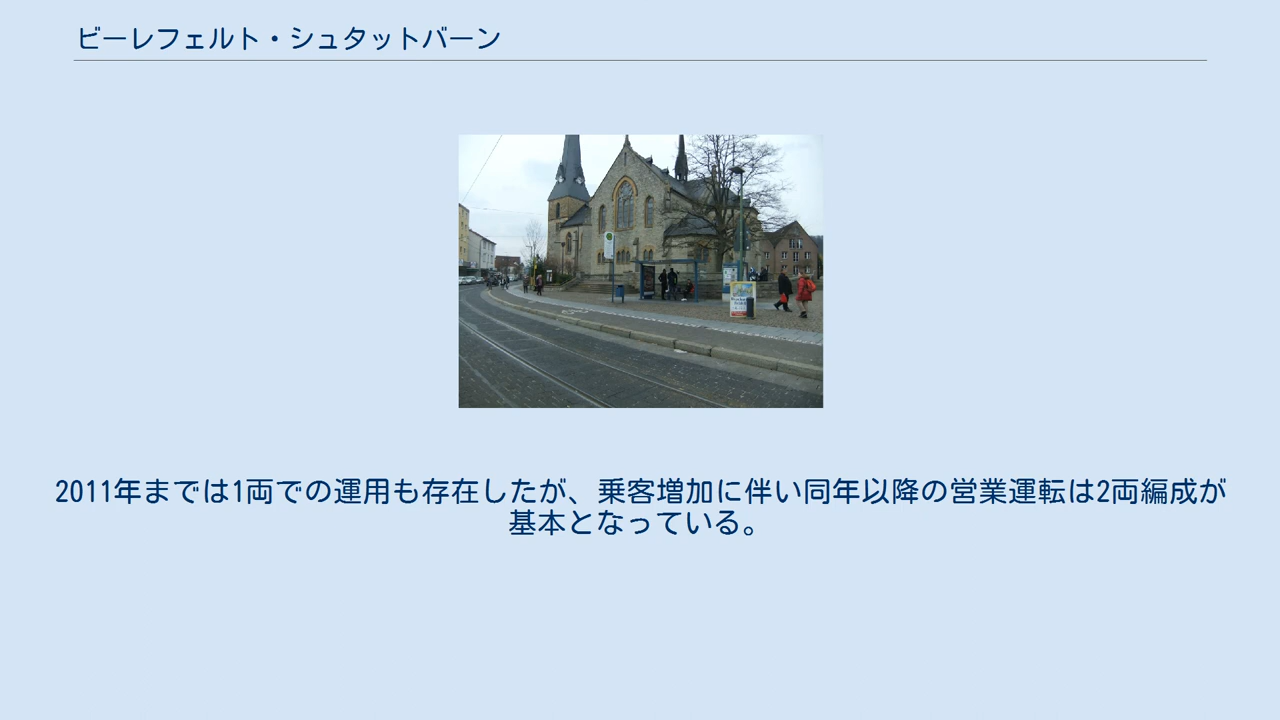 ビーレフェルト・シュタットバーン
2011年までは1両での運用も存在したが、乗客増加に伴い同年以降の営業運転は2両編成が
基本となっている。